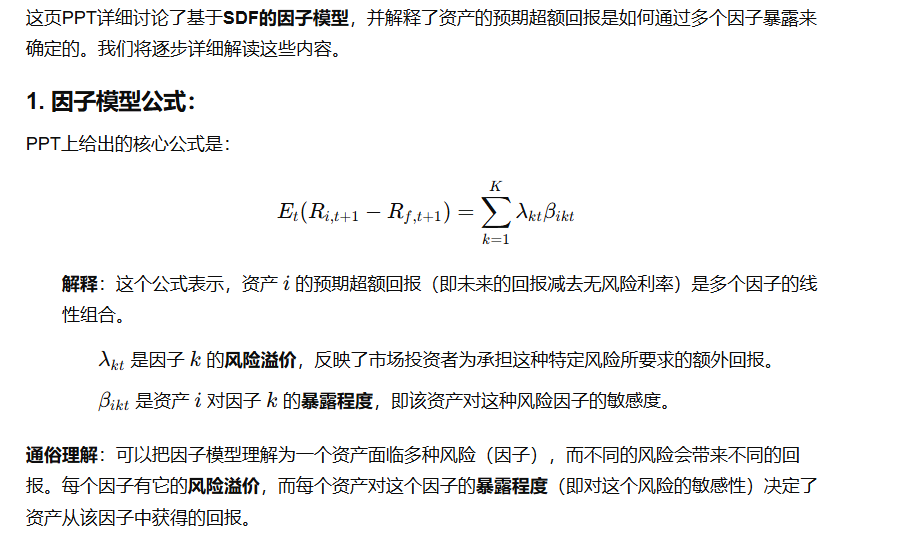 这页PPT详细讨论了基于SDF的因子模型，并解释了资产的预期超额回报是如何通过多个因子暴露来
确定的。我们将逐步详细解读这些内容。
1. 因子模型公式：
PPT上给出的核心公式是：
E_t(R_{i,t+1} − R_{f,t+1}) = \sum_{k=1}^{K} λ_{kt}β_{ikt}
解释：这个公式表示，资产 i 的预期超额回报（即未来的回报减去无风险利率）是多个因子的线
性组合。
λ_{kt} 是因子 k 的风险溢价，反映了市场投资者为承担这种特定风险所要求的额外回报。
β_{ikt} 是资产 i 对因子 k 的暴露程度，即该资产对这种风险因子的敏感度。
通俗理解：可以把因子模型理解为一个资产面临多种风险（因子），而不同的风险会带来不同的回
报。每个因子有它的风险溢价，而每个资产对这个因子的暴露程度（即对这个风险的敏感性）决定了
资产从该因子中获得的回报。